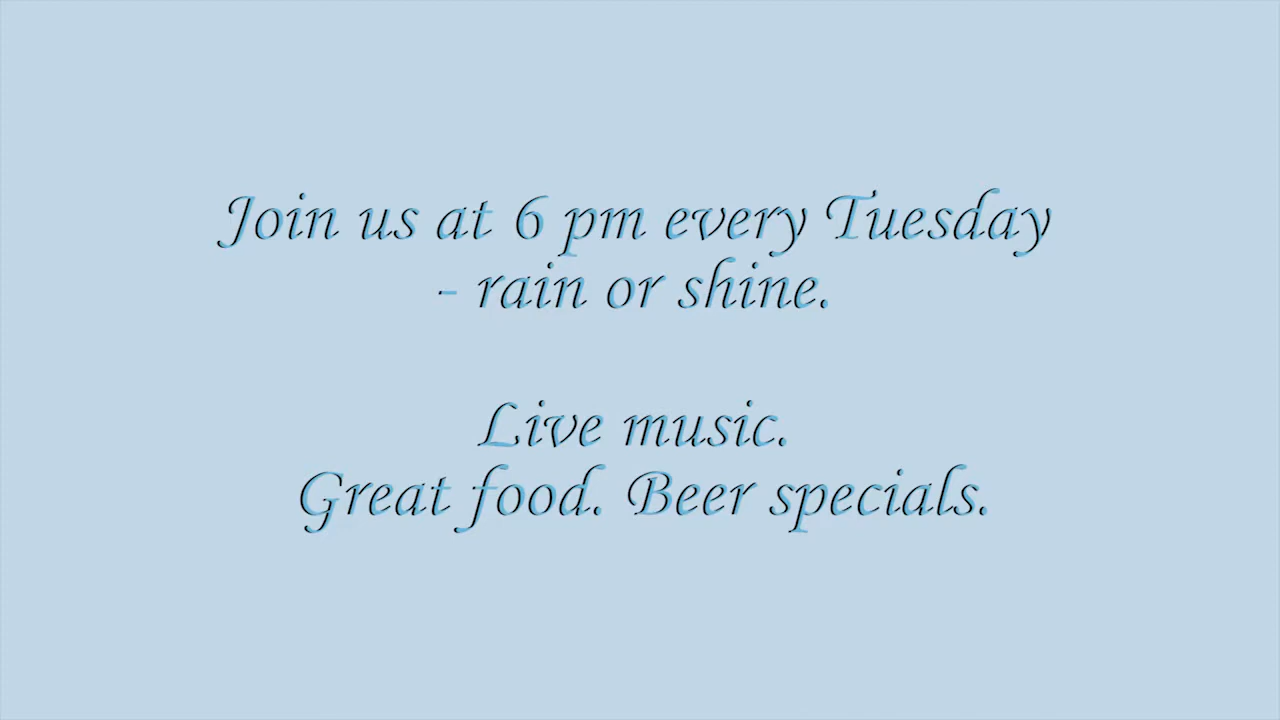 Join us at 6 pm every Tuesday
- rain or shine.
Live music.
Great food. Beer specials.